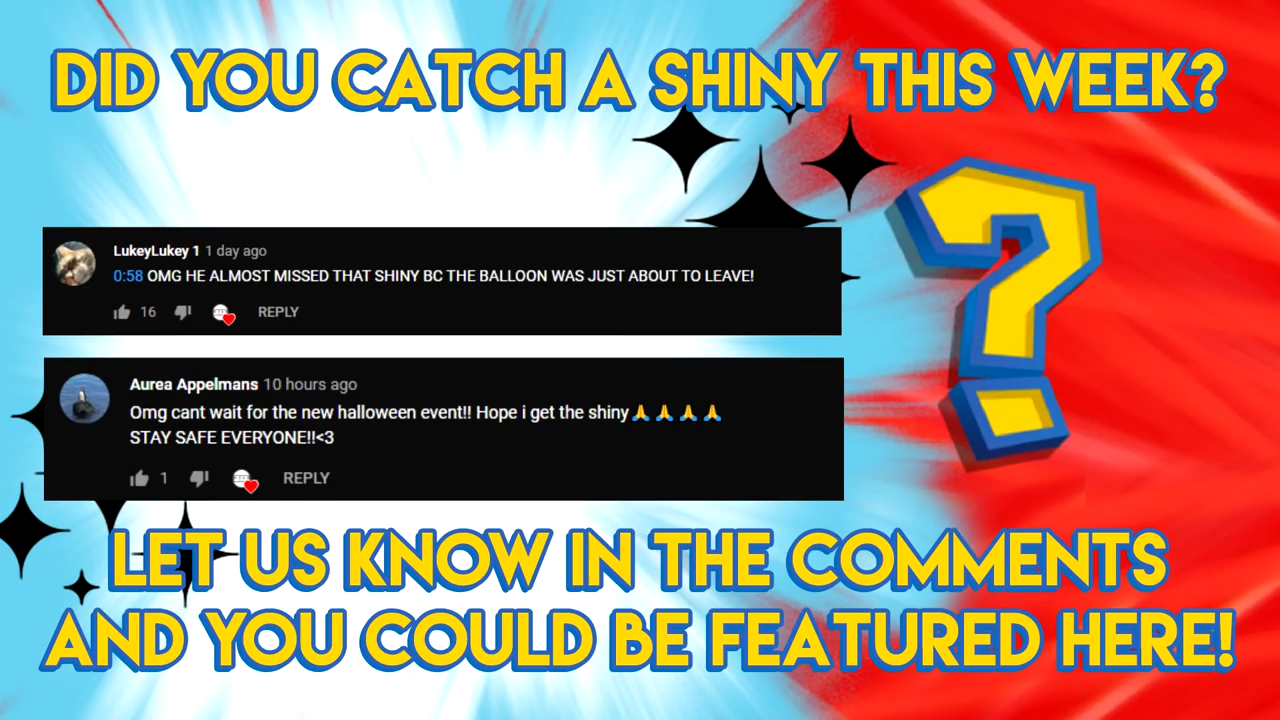 DID YOU CATCH A SHINY THIS WEEK?
LukeyLukey 1 1 day ago
0:58 OMG HE ALMOST MISSED THAT SHINY BC THE BALLOON WAS JUST ABOUT TO LEAVE!
16 REPLY
Aurea Appelmans 10 hours ago
Omg cant wait for the new halloween event!! Hope i get the shiny🙏🙏🙏🙏
STAY SAFE EVERYONE!!<3
1 REPLY
?
LET US KNOW IN THE COMMENTS
AND YOU COULD BE FEATURED HERE!